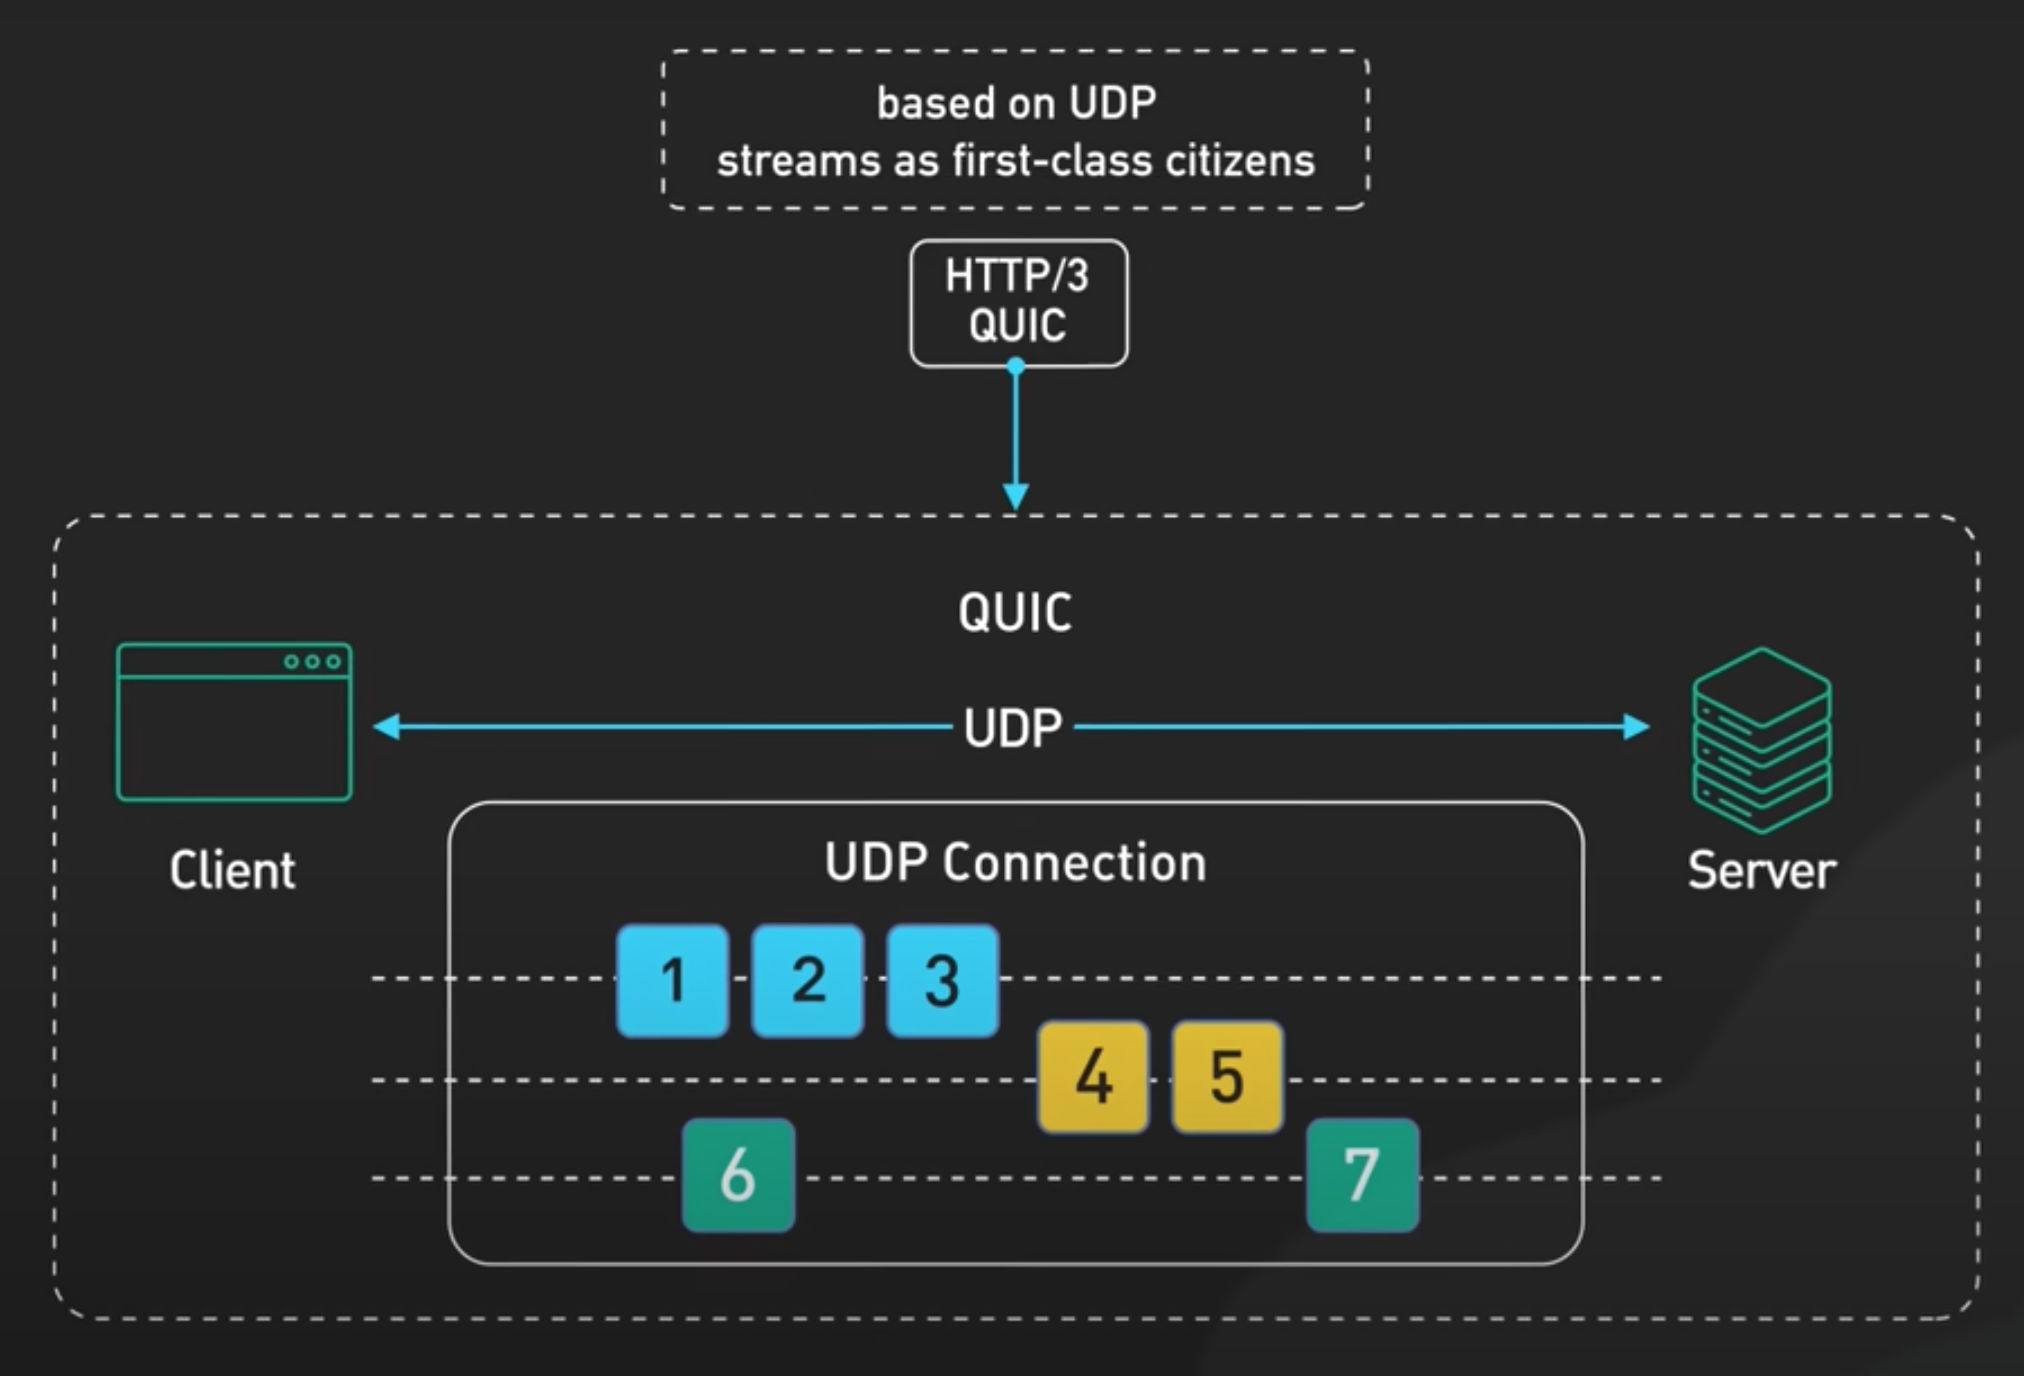 based on UDP
streams as first-class citizens
HTTP/3
QUIC
QUIC
UDP
Client
Server
UDP Connection
1 2 3
4 5
6 7